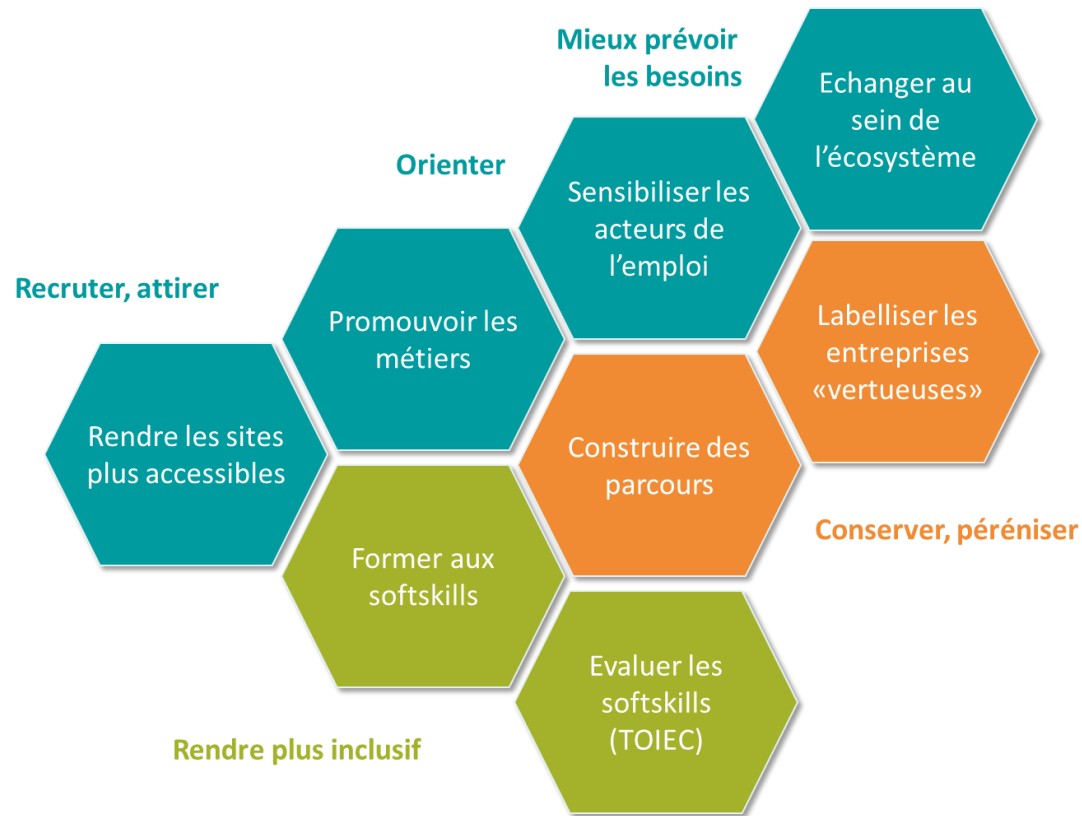 Mieux prévoir
les besoins
Echanger au
sein de
l’écosystème
Orienter
Sensibiliser les
acteurs de
l’emploi
Recruter, attirer
Promouvoir les
métiers
Labelliser les
entreprises
«vertueuses»
Rendre les sites
plus accessibles
Construire des
parcours
Conserver, péréniser
Former aux
softskills
Evaluer les
softskills
(TOIEC)
Rendre plus inclusif